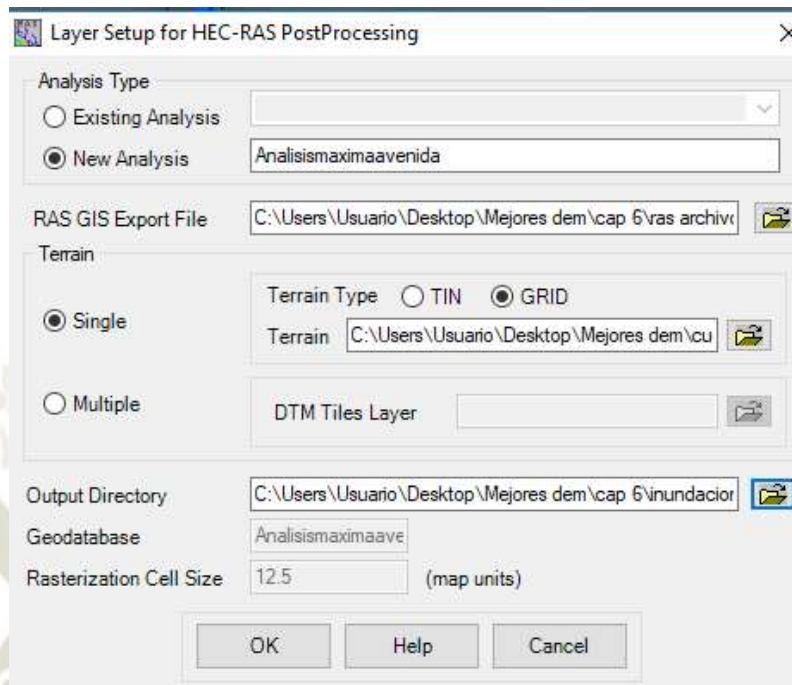 Layer Setup for HEC-RAS PostProcessing
Analysis Type
Existing Analysis
New Analysis
Analisismaximaavenida
RAS GIS Export File
C:\Users\Usuario\Desktop\Mejores dem\cap 6\ras archivo
Terrain
Single
Terrain Type TIN GRID
Terrain C:\Users\Usuario\Desktop\Mejores dem\cu
Multiple
DTM Tiles Layer
Output Directory C:\Users\Usuario\Desktop\Mejores dem\cap 6\inundacion
Geodatabase Analisismaximaave
Rasterization Cell Size 12.5 (map units)
OK Help Cancel